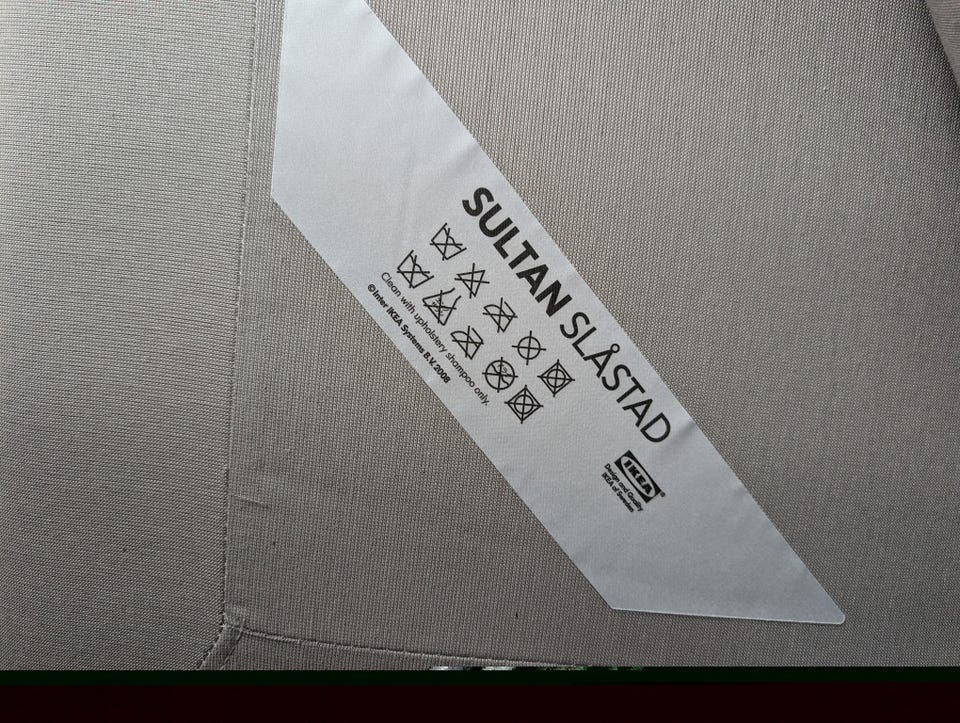 SULTAN SLÅSTAD
Clean with upholstery shampoo only.
© Inter IKEA Systems B.V. 2008
IKEA®
Design and Quality
IKEA of Sweden